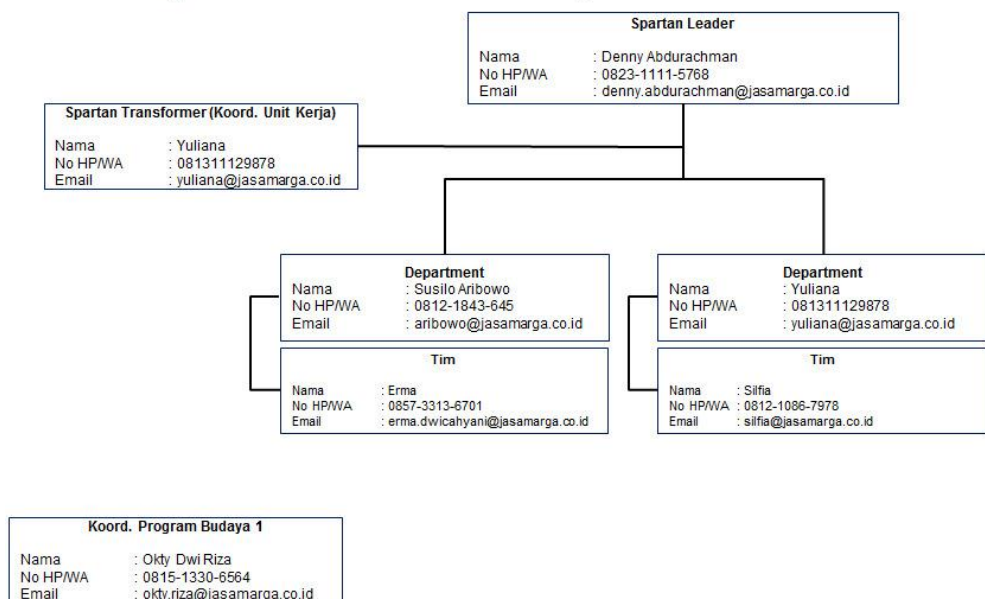 Spartan Leader
Nama : Denny Abdurachman
No HP/WA : 0823-1111-5768
Email : denny.abdurachman@jasamarga.co.id
Spartan Transformer (Koord. Unit Kerja)
Nama : Yuliana
No HP/WA : 081311129878
Email : yuliana@jasamarga.co.id
Department
Nama : Susilo Aribowo
No HP/WA : 0812-1843-645
Email : aribowo@jasamarga.co.id
Tim
Nama : Erma
No HP/WA : 0857-3313-6701
Email : erma.dwicahyani@jasamarga.co.id
Department
Nama : Yuliana
No HP/WA : 081311129878
Email : yuliana@jasamarga.co.id
Tim
Nama : Silfia
No HP/WA : 0812-1086-7978
Email : silfia@jasamarga.co.id
Koord. Program Budaya 1
Nama : Okty Dwi Riza
No HP/WA : 0815-1330-6564
Email : okty.riza@jasamarga.co.id